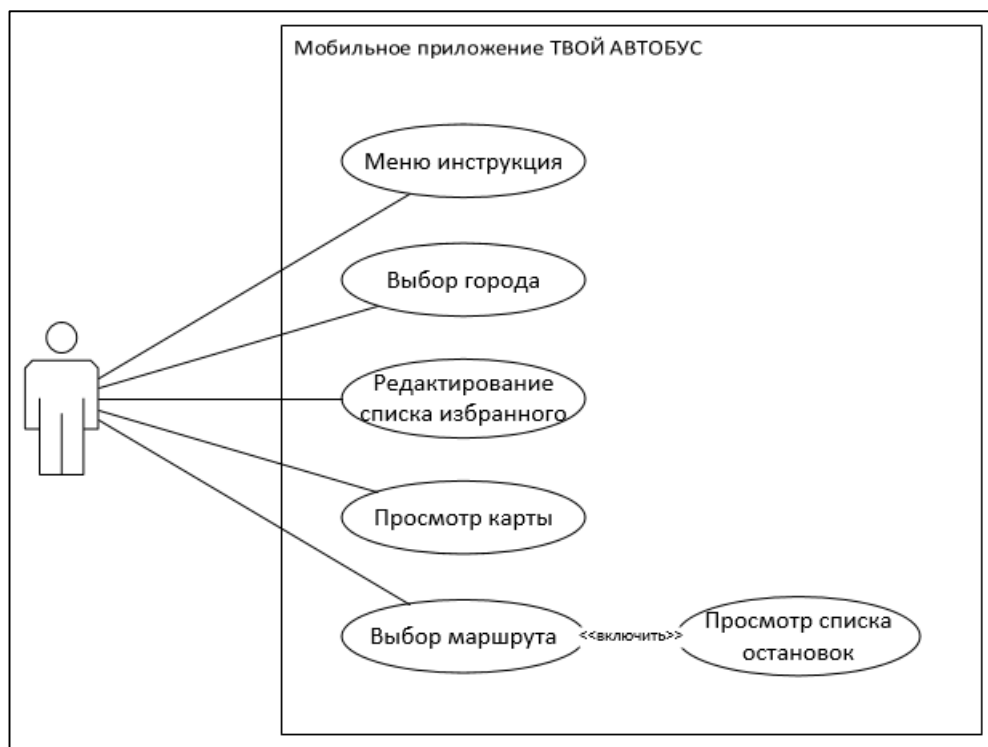 Мобильное приложение ТВОЙ АВТОБУС
Меню инструкция
Выбор города
Редактирование
списка избранного
Просмотр карты
Выбор маршрута
<<включить>>
Просмотр списка
остановок